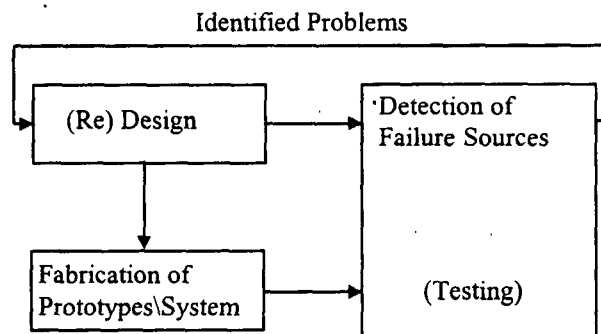 Identified Problems
(Re) Design
Detection of
Failure Sources
Fabrication of
Prototypes\System
(Testing)